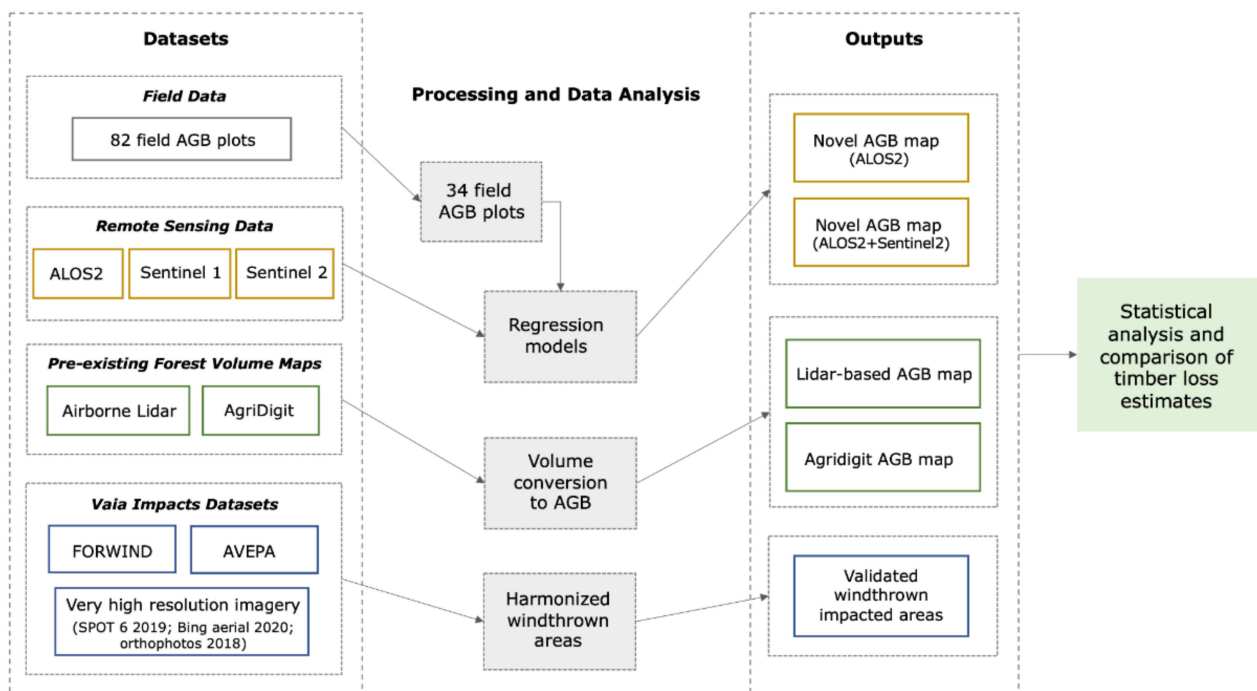 Datasets
Field Data
82 field AGB plots
Remote Sensing Data
ALOS2
Sentinel 1
Sentinel 2
Pre-existing Forest Volume Maps
Airborne Lidar
AgriDigit
Vaia Impacts Datasets
FORWIND
AVEPA
Very high resolution imagery
(SPOT 6 2019; Bing aerial 2020;
orthophotos 2018)
Processing and Data Analysis
34 field
AGB plots
Regression
models
Volume
conversion
to AGB
Harmonized
windthrown
areas
Outputs
Novel AGB map
(ALOS2)
Novel AGB map
(ALOS2+Sentinel2)
Lidar-based AGB map
Agridigit AGB map
Validated
windthrown
impacted areas
Statistical
analysis and
comparison of
timber loss
estimates